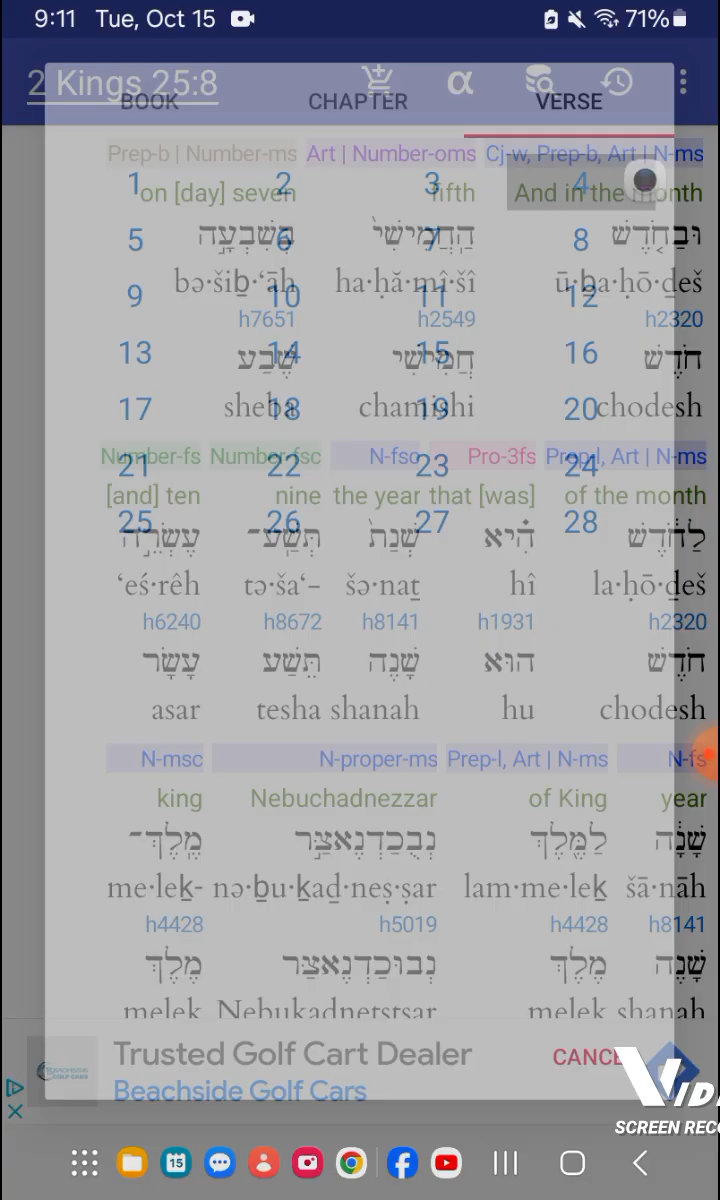 9:11 Tue, Oct 15 71%
2 Kings 25:8 α
BOOK CHAPTER VERSE
Prep-b | Number-ms Art | Number-oms Cj-w, Prep-b, Art | N-ms
1 2 3 4
on [day] seven fifth And in the month
5 6 7 8
בְּשִׁבְעָ֣ה הַֽחֲמִישִׁי֙ וּבַחֹ֤דֶשׁ
bə·šiḇ·‘āh ha·ḥă·mî·šî ū·ḇa·ḥō·ḏeš
9 10 11 12
h7651 h2549 h2320
13 14 15 16
שֶׁבַע חֲמִישִׁי חֹדֶשׁ
sheba chamishi chodesh
17 18 19 20
Number-fs Number-fsc N-fsc Pro-3fs Prep-l, Art | N-ms
21 22 23 24
[and] ten nine the year that [was] of the month
25 26 27 28
עֶשְׂרֵה֙ תְּשַֽׁע־ שְׁנַת֙ הִ֗יא לַחֹ֔דֶשׁ
‘eś·rêh tə·ša‘- šə·naṯ hî la·ḥō·ḏeš
h6240 h8672 h8141 h1931 h2320
עָשָׂר תֵּשַׁע שָׁנֶה הוּא חֹדֶשׁ
asar tesha shanah hu chodesh
N-msc N-proper-ms Prep-l, Art | N-ms N-fs
king Nebuchadnezzar of King year
מֶֽלֶךְ־ נְבֻכַדְנֶאצַּ֣ר לַמֶּ֖לֶךְ שָׁנָ֔ה
me·leḵ- nə·ḇu·ḵaḏ·neṣ·ṣar lam·me·leḵ šā·nāh
h4428 h5019 h4428 h8141
מֶלֶךְ נְבוּכַדְנֶאצַּר מֶלֶךְ שָׁנֶה
melek Nebukadnetstsar melek shanah
Trusted Golf Cart Dealer CANCE
Beachside Golf Cars
VID
SCREEN REC
15